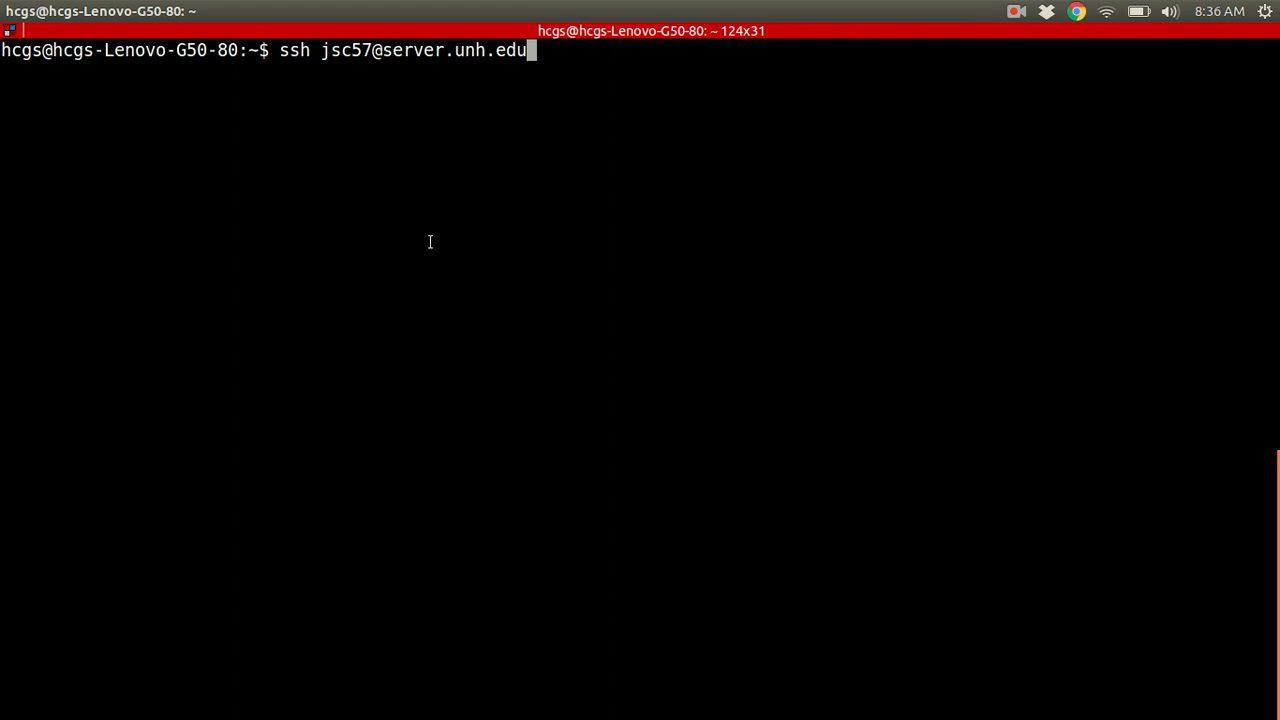 hcgs@hcgs-Lenovo-G50-80: ~
8:36 AM
hcgs@hcgs-Lenovo-G50-80: ~ 124x31
hcgs@hcgs-Lenovo-G50-80:~$ ssh jsc57@server.unh.edu